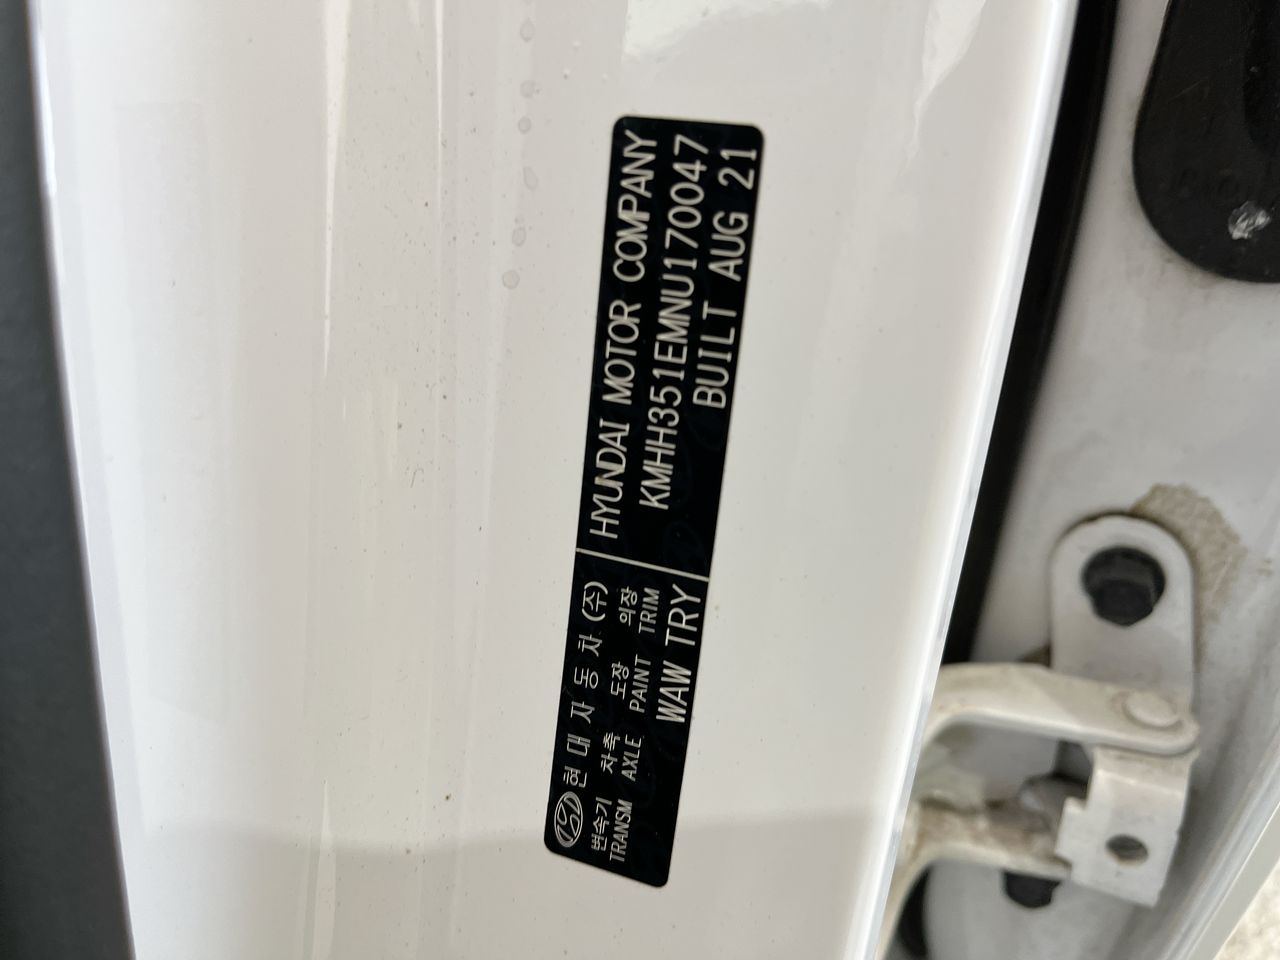 현대자동차(주) HYUNDAI MOTOR COMPANY
변속기 차축 도장 의장 KMHH351EMNU170047
TRANSM AXLE PAINT TRIM BUILT AUG 21
WAW TRY